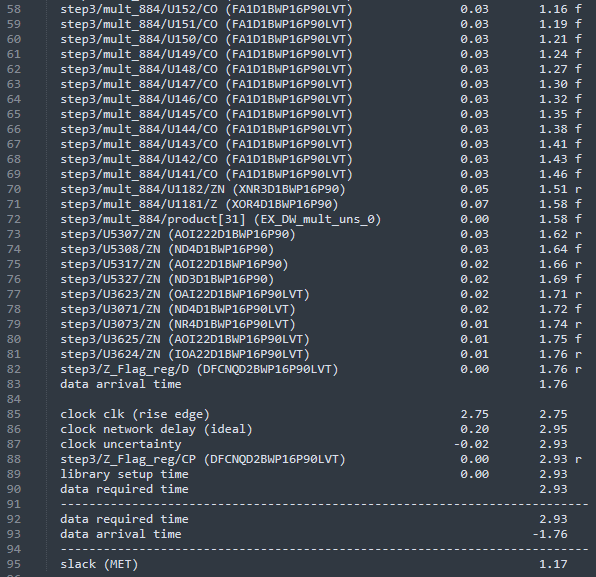 58 step3/mult_884/U152/CO (FA1D1BWP16P90LVT) 0.03 1.16 f
59 step3/mult_884/U151/CO (FA1D1BWP16P90LVT) 0.03 1.19 f
60 step3/mult_884/U150/CO (FA1D1BWP16P90LVT) 0.03 1.21 f
61 step3/mult_884/U149/CO (FA1D1BWP16P90LVT) 0.03 1.24 f
62 step3/mult_884/U148/CO (FA1D1BWP16P90LVT) 0.03 1.27 f
63 step3/mult_884/U147/CO (FA1D1BWP16P90LVT) 0.03 1.30 f
64 step3/mult_884/U146/CO (FA1D1BWP16P90LVT) 0.03 1.32 f
65 step3/mult_884/U145/CO (FA1D1BWP16P90LVT) 0.03 1.35 f
66 step3/mult_884/U144/CO (FA1D1BWP16P90LVT) 0.03 1.38 f
67 step3/mult_884/U143/CO (FA1D1BWP16P90LVT) 0.03 1.41 f
68 step3/mult_884/U142/CO (FA1D1BWP16P90LVT) 0.03 1.43 f
69 step3/mult_884/U141/CO (FA1D1BWP16P90LVT) 0.03 1.46 f
70 step3/mult_884/U1182/ZN (XNR3D1BWP16P90) 0.05 1.51 r
71 step3/mult_884/U1181/Z (XOR4D1BWP16P90) 0.07 1.58 f
72 step3/mult_884/product[31] (EX_DW_mult_uns_0) 0.00 1.58 f
73 step3/U5307/ZN (AOI222D1BWP16P90) 0.03 1.62 r
74 step3/U5308/ZN (ND4D1BWP16P90) 0.03 1.64 f
75 step3/U5317/ZN (AOI22D1BWP16P90) 0.02 1.66 r
76 step3/U5327/ZN (ND3D1BWP16P90) 0.02 1.69 f
77 step3/U3623/ZN (OAI22D1BWP16P90LVT) 0.02 1.71 r
78 step3/U3071/ZN (ND4D1BWP16P90LVT) 0.02 1.72 f
79 step3/U3073/ZN (NR4D1BWP16P90LVT) 0.01 1.74 r
80 step3/U3625/ZN (AOI22D1BWP16P90LVT) 0.01 1.75 f
81 step3/U3624/ZN (IOA22D1BWP16P90LVT) 0.01 1.76 r
82 step3/Z_Flag_reg/D (DFCNQD2BWP16P90LVT) 0.00 1.76 r
83 data arrival time 1.76
84
85 clock clk (rise edge) 2.75 2.75
86 clock network delay (ideal) 0.20 2.95
87 clock uncertainty -0.02 2.93
88 step3/Z_Flag_reg/CP (DFCNQD2BWP16P90LVT) 0.00 2.93 r
89 library setup time 0.00 2.93
90 data required time 2.93
91 ----------------------------------------------------------------------
92 data required time 2.93
93 data arrival time -1.76
94 ----------------------------------------------------------------------
95 slack (MET) 1.17